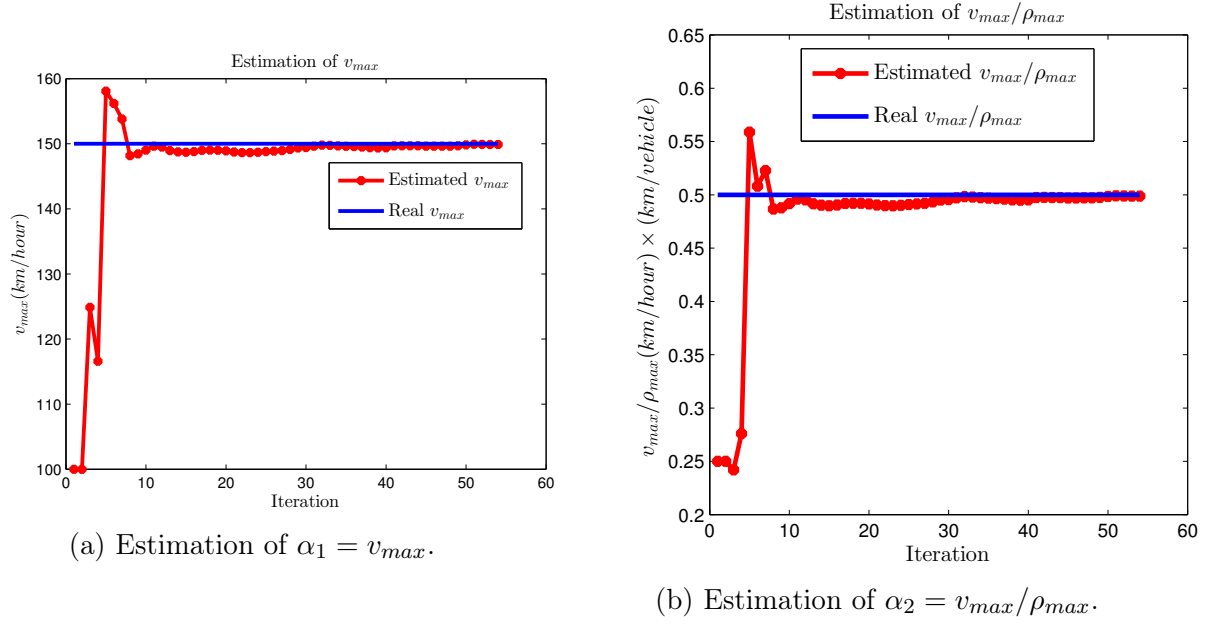 Estimation of v_max
160
150
140
130
120
110
100
0 10 20 30 40 50 60
v_max(km/hour)
Iteration
Estimated v_max
Real v_max
(a) Estimation of α₁ = v_max.
Estimation of v_max/ρ_max
0.65
0.6
0.55
0.5
0.45
0.4
0.35
0.3
0.25
0.2
0 10 20 30 40 50 60
v_max/ρ_max(km/hour) × (km/vehicle)
Iteration
Estimated v_max/ρ_max
Real v_max/ρ_max
(b) Estimation of α₂ = v_max/ρ_max.